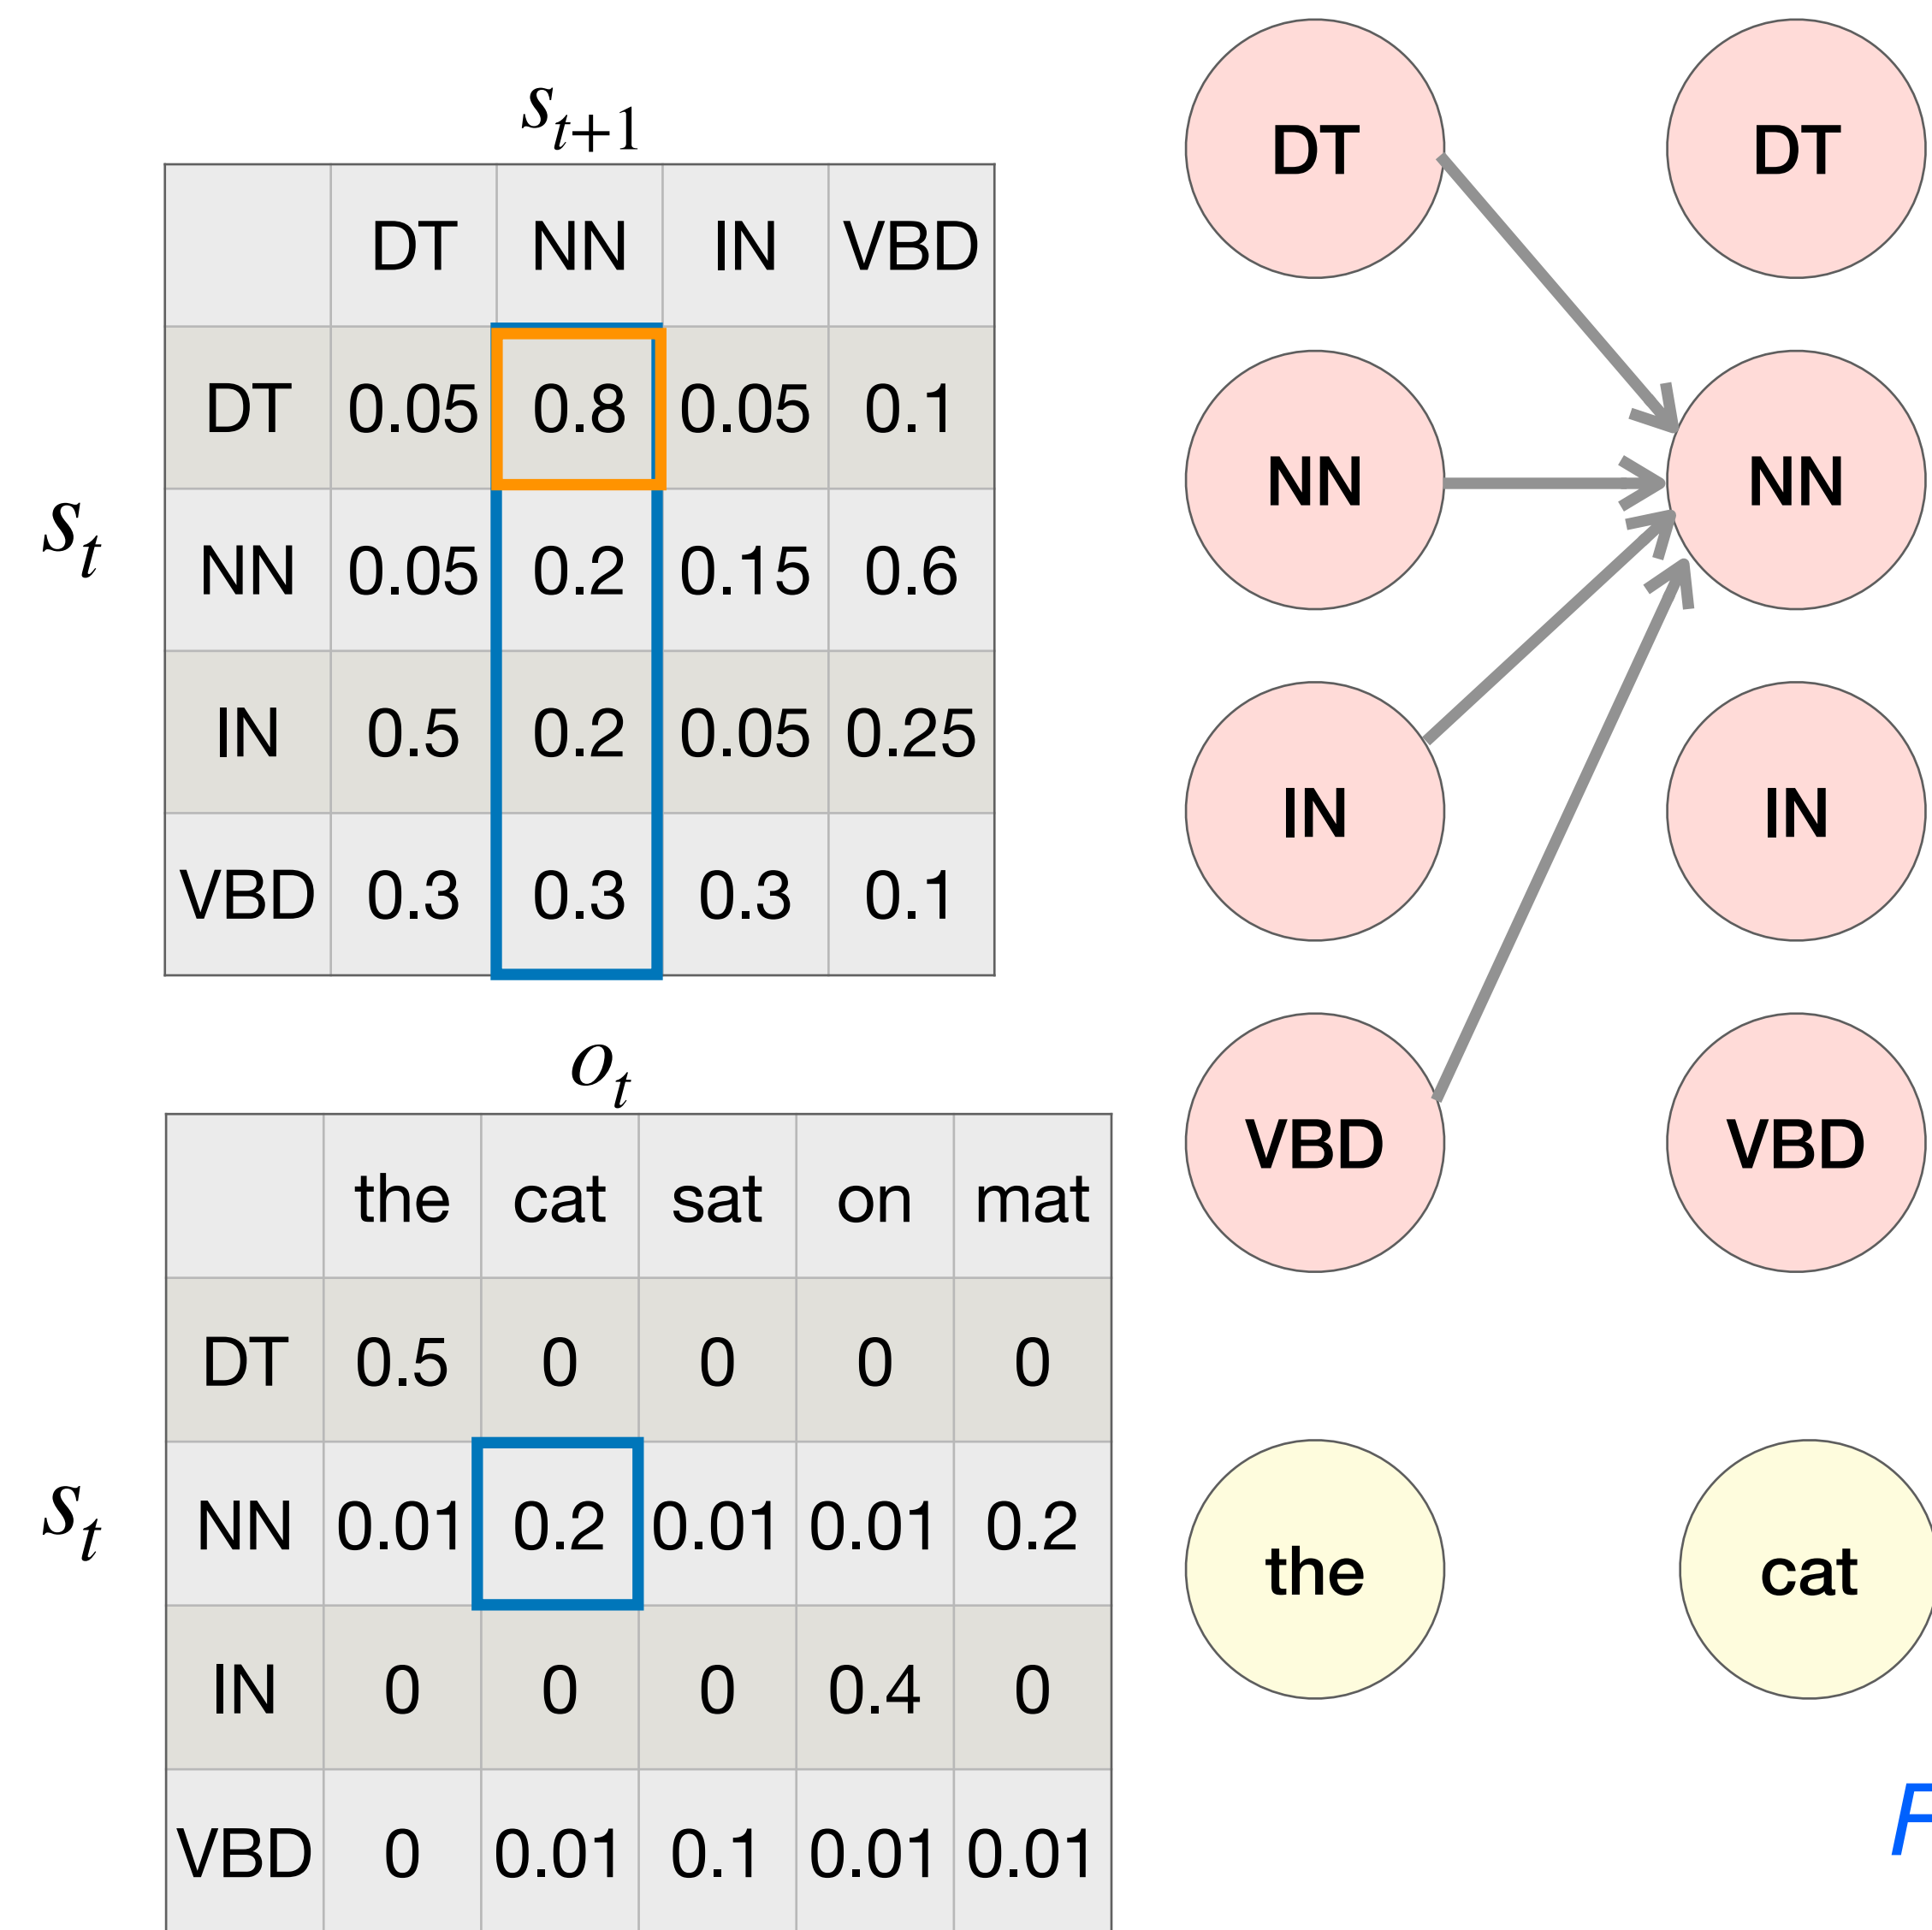 s_{t+1}
DT NN IN VBD
DT 0.05 0.8 0.05 0.1
s_t
NN 0.05 0.2 0.15 0.6
IN 0.5 0.2 0.05 0.25
VBD 0.3 0.3 0.3 0.1
o_t
the cat sat on mat
DT 0.5 0 0 0 0
s_t
NN 0.01 0.2 0.01 0.01 0.2
IN 0 0 0 0.4 0
VBD 0 0.01 0.1 0.01 0.01
DT DT
NN NN
IN IN
VBD VBD
the cat